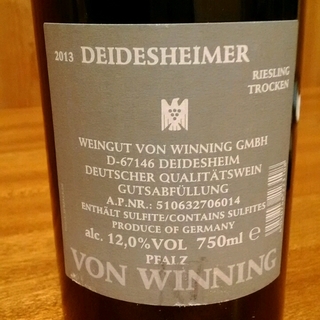 2013 DEIDESHEIMER
RIESLING
TROCKEN
WEINGUT VON WINNING GMBH
D-67146 DEIDESHEIM
DEUTSCHER QUALITÄTSWEIN
GUTSABFÜLLUNG
A.P.NR.: 510632706014
ENTHÄLT SULFITE/CONTAINS SULFITES
PRODUCE OF GERMANY
alc. 12,0%VOL 750ml e
PFALZ
VON WINNING